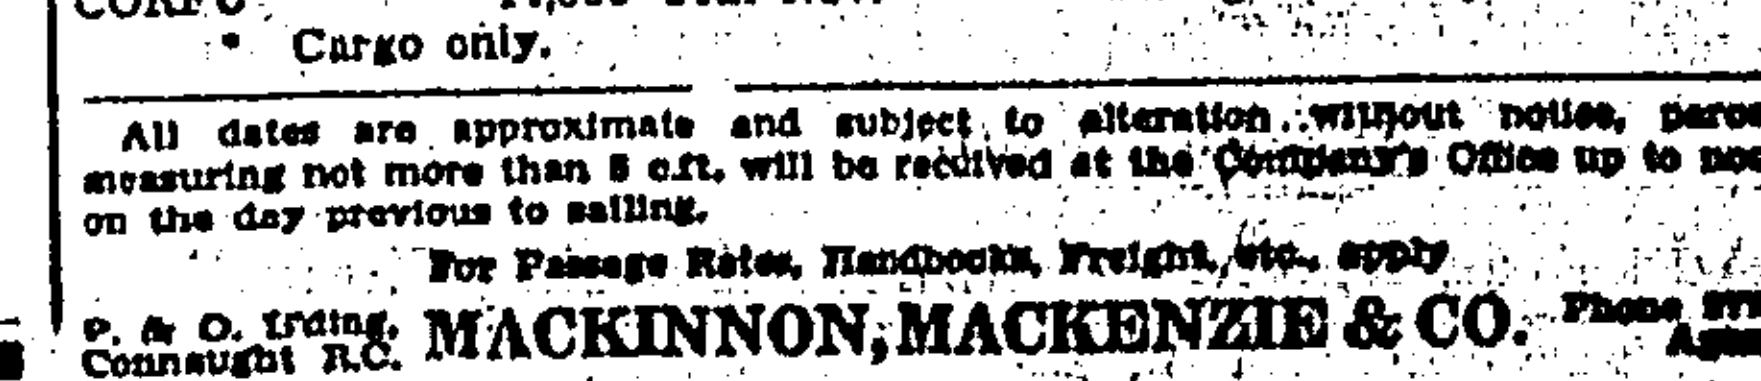 * Cargo only.
All dates are approximate and subject to alteration without notice,
measuring not more than 5 c.ft. will be received at the Company's Office up to
on the day previous to sailing.
For Passage Rates, Handbooks, Freight, etc., apply
P. & O. Irding,
MACKINNON, MACKENZIE & CO.
Phone
Connaught R.C.